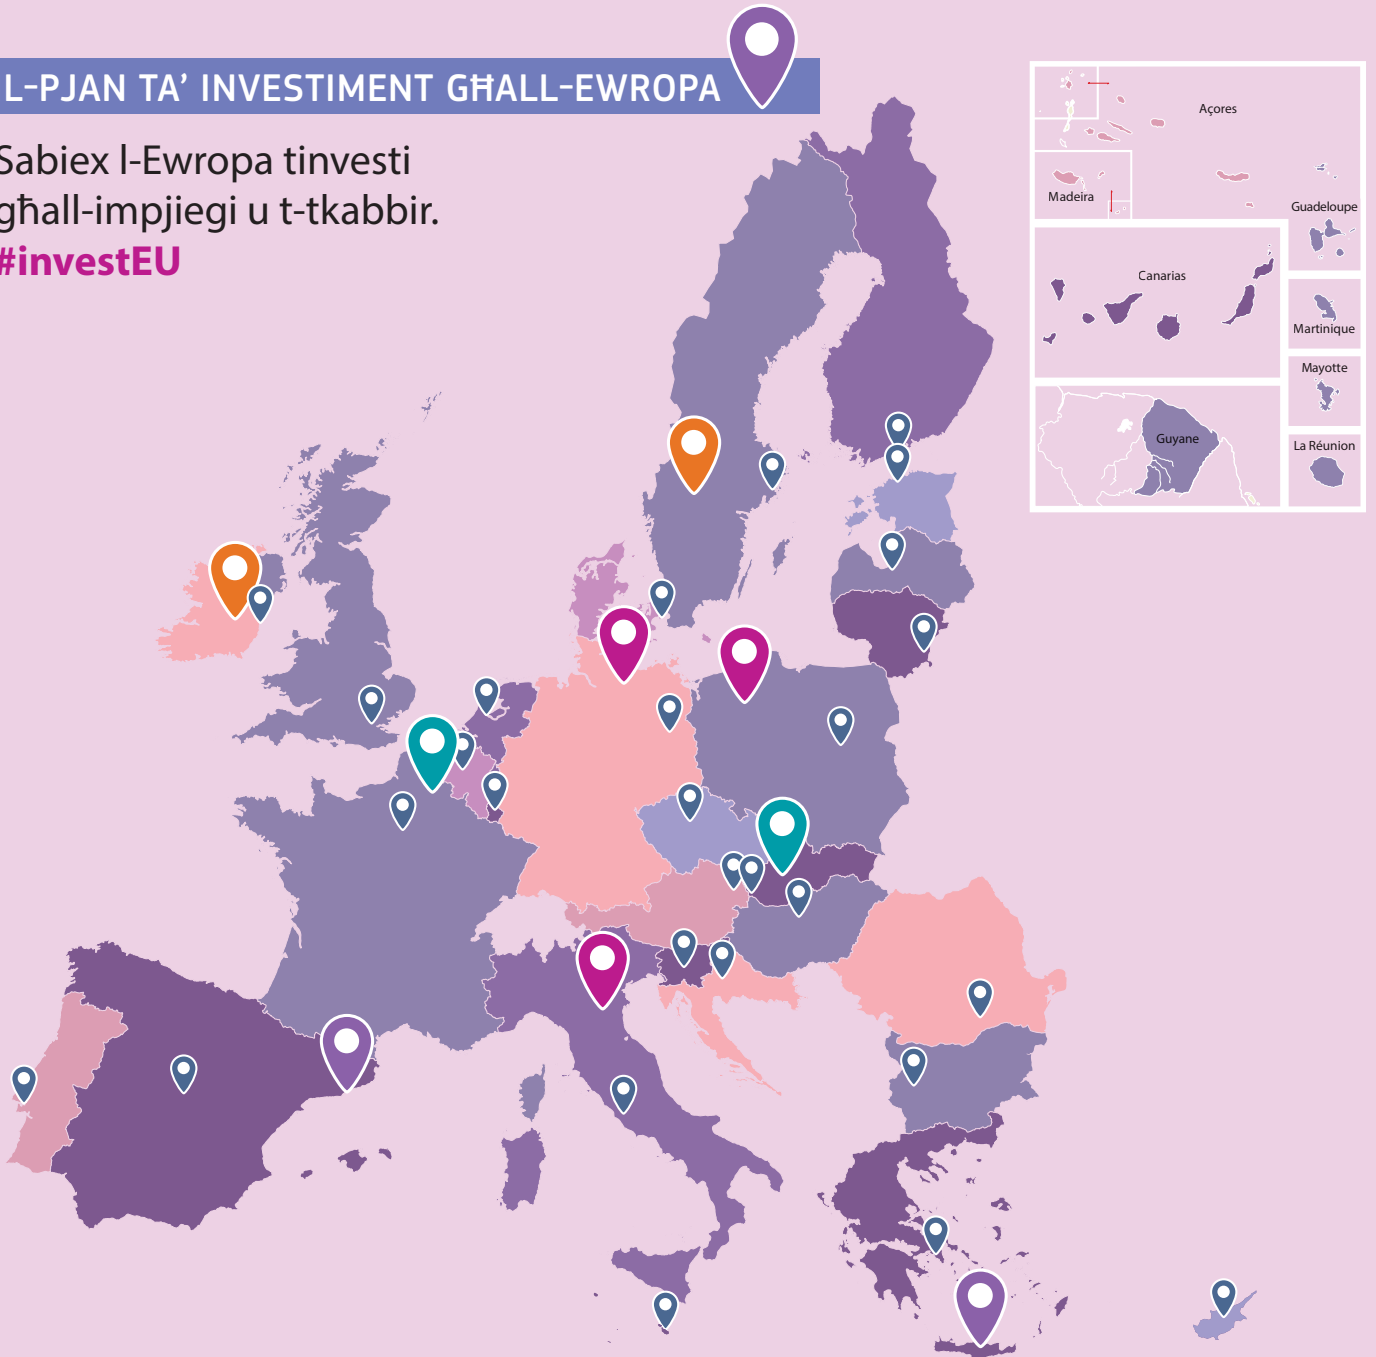 L-PJAN TA' INVESTIMENT GĦALL-EWROPA
Sabiex l-Ewropa tinvesti
għall-impjiegi u t-tkabbir.
#investEU
Açores
Madeira
Guadeloupe
Canarias
Martinique
Mayotte
Guyane
La Réunion